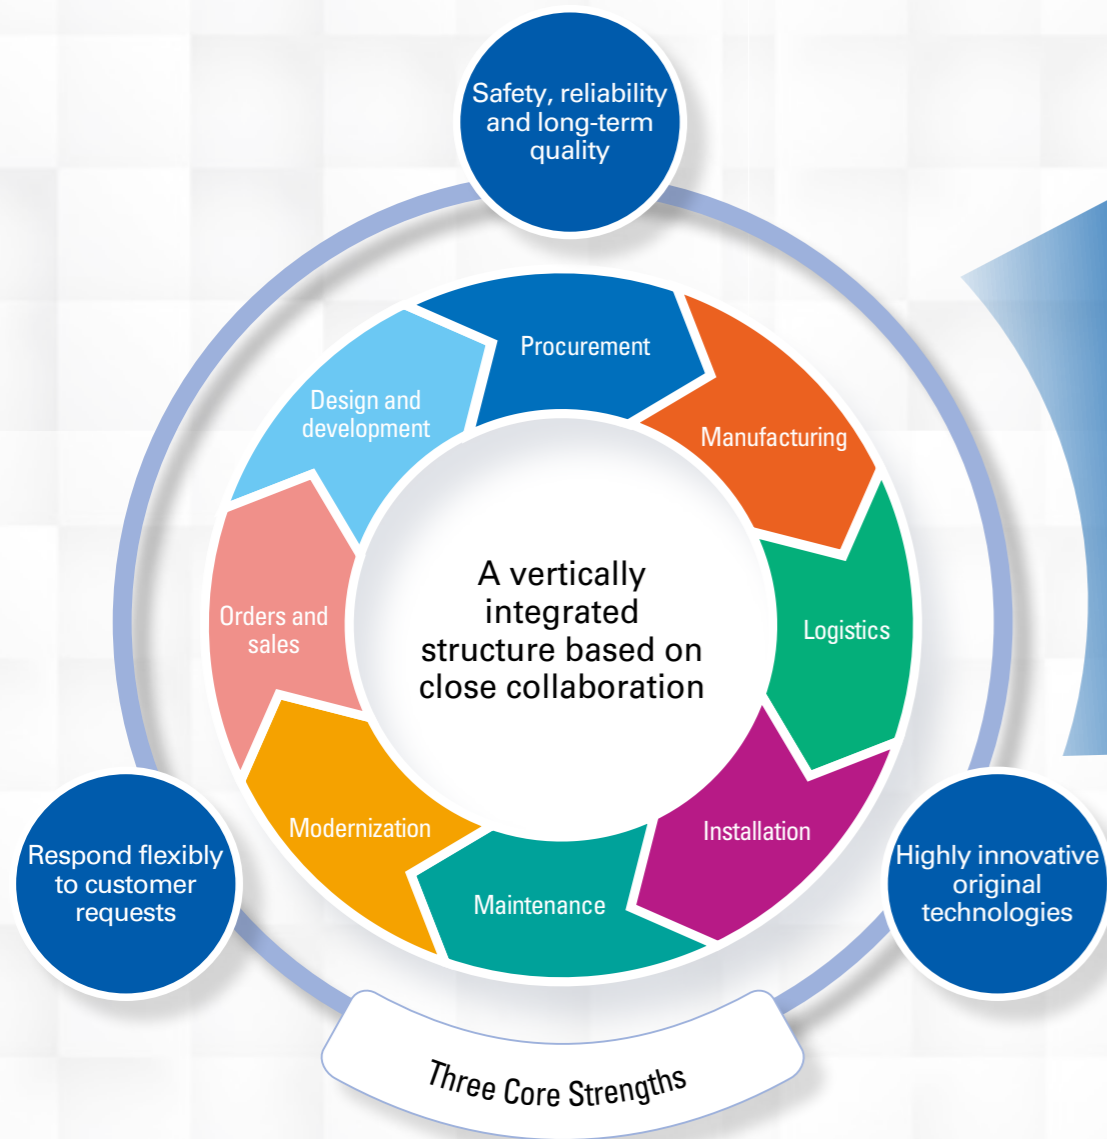 Safety, reliability
and long-term
quality
Procurement
Manufacturing
Logistics
Installation
Maintenance
Modernization
Orders and
sales
Design and
development
A vertically
integrated
structure based on
close collaboration
Respond flexibly
to customer
requests
Highly innovative
original
technologies
Three Core Strengths